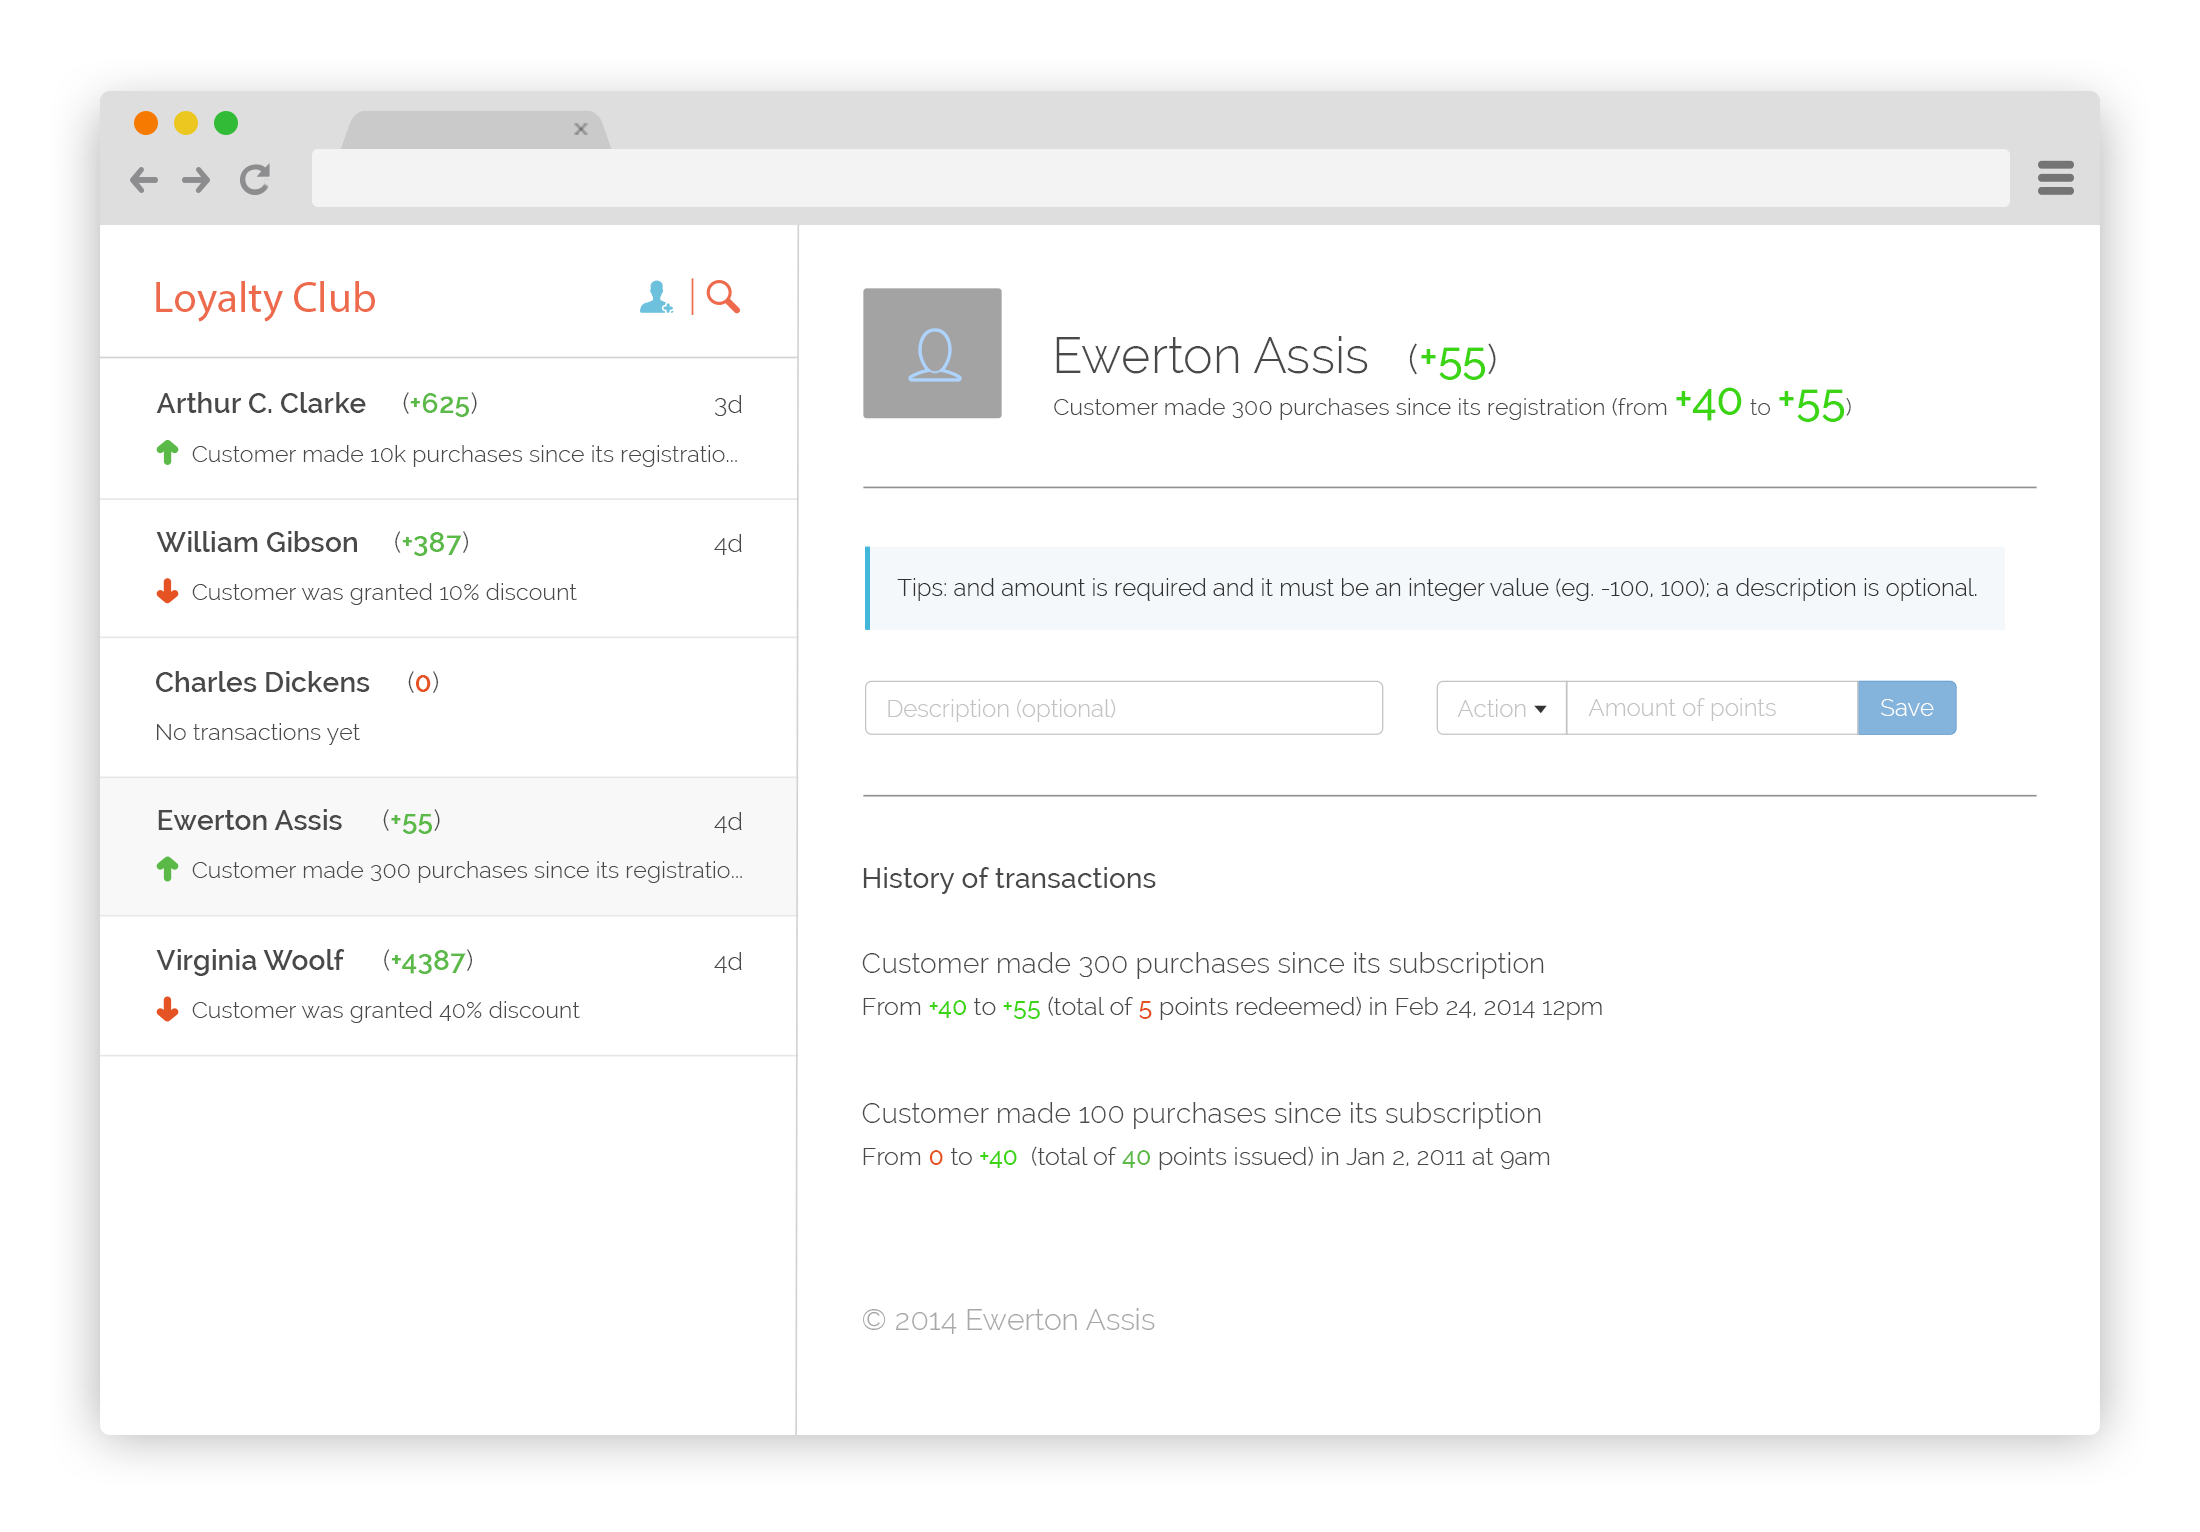 Loyalty Club
Arthur C. Clarke (+625) 3d
Customer made 10k purchases since its registratio...
William Gibson (+387) 4d
Customer was granted 10% discount
Charles Dickens (0)
No transactions yet
Ewerton Assis (+55) 4d
Customer made 300 purchases since its registratio...
Virginia Woolf (+4387) 4d
Customer was granted 40% discount
Ewerton Assis (+55)
Customer made 300 purchases since its registration (from +40 to +55)
Tips: and amount is required and it must be an integer value (eg. -100, 100); a description is optional.
Description (optional) Action Amount of points Save
History of transactions
Customer made 300 purchases since its subscription
From +40 to +55 (total of 5 points redeemed) in Feb 24, 2014 12pm
Customer made 100 purchases since its subscription
From 0 to +40 (total of 40 points issued) in Jan 2, 2011 at 9am
© 2014 Ewerton Assis